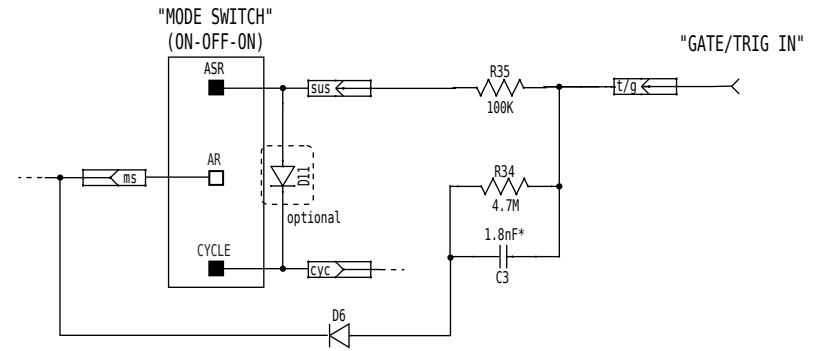 "MODE SWITCH"
(ON-OFF-ON)
"GATE/TRIG IN"
ASR
sus
R35
100K
t/g
AR
ms
D11
optional
R34
4.7M
1.8nF*
C3
CYCLE
cyc
D6